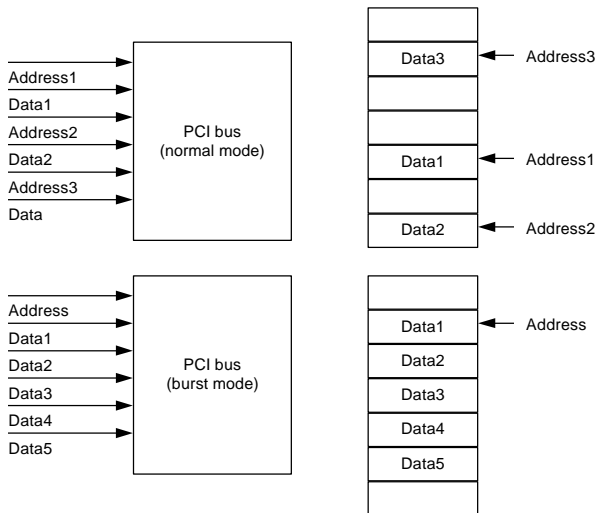 Address1
Data1
Address2
Data2
Address3
Data
PCI bus
(normal mode)
Data3
Address3
Data1
Address1
Data2
Address2
Address
Data1
Data2
Data3
Data4
Data5
PCI bus
(burst mode)
Data1
Address
Data2
Data3
Data4
Data5